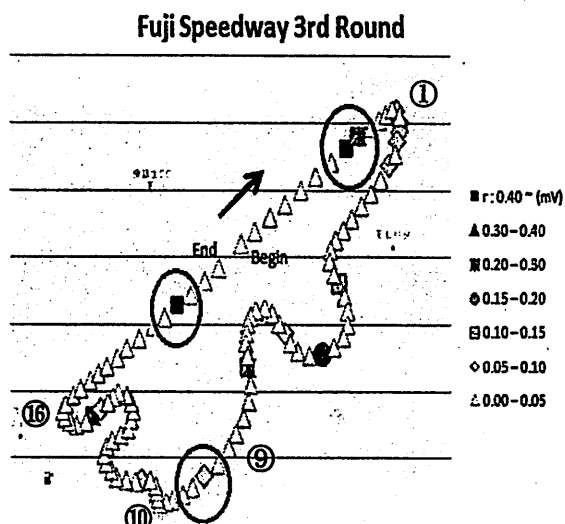 Fuji Speedway 3rd Round
①
End
Begin
⑯
⑨
⑩
r:0.40~ (mV)
0.30-0.40
0.20-0.30
0.15-0.20
0.10-0.15
0.05-0.10
0.00-0.05